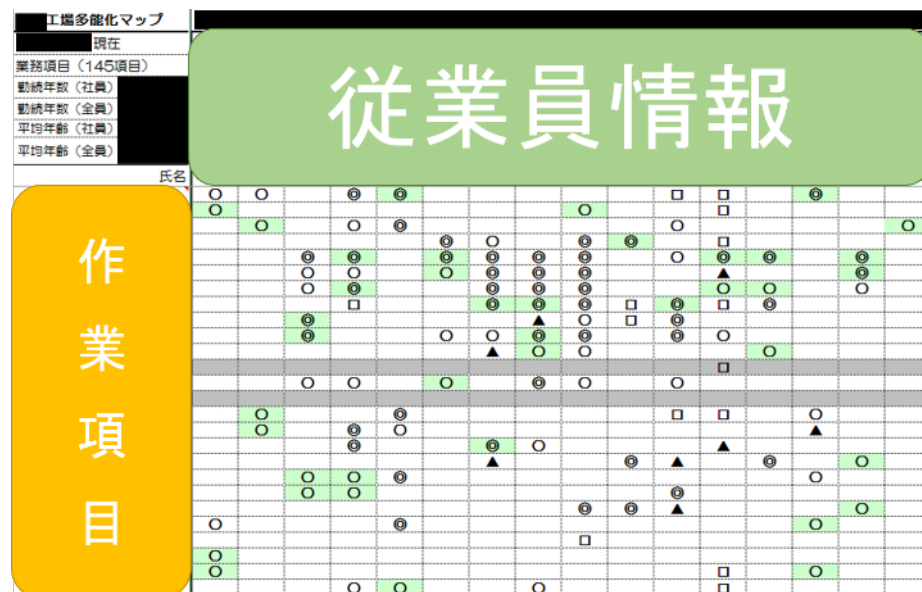 工場多能化マップ
現在
業務項目（145項目）
勤続年数（社員）
勤続年数（全員）
平均年齢（社員）
平均年齢（全員）
氏名
従業員情報
作業項目
○ ○ ◎ ◎ □ □ ◎
○ ○ □
○ ○ ◎ ○ ○
◎ ○ ◎ ◎ □
◎ ◎ ◎ ◎ ◎ ◎ ○ ◎ ◎ ◎
○ ○ ○ ◎ ◎ ◎ ▲ ◎
○ ◎ ◎ ◎ ◎ ○ ○ ○
□ ◎ ◎ ◎ □ ◎ □ ◎
◎ ▲ ○ □ ◎
◎ ○ ○ ◎ ◎ ◎ ○
▲ ○ ○ ○
□
○ ○ ○ ◎ ○ ○
○ ◎ □ □ ○
○ ◎ ○ ▲
◎ ◎ ○ ▲
▲ ◎ ▲ ◎ ○
○ ○ ◎ ○
○ ○ ◎
◎ ◎ ▲ ○
○ ◎ ○
□
○
○ □ ○
○ ○ ○ □